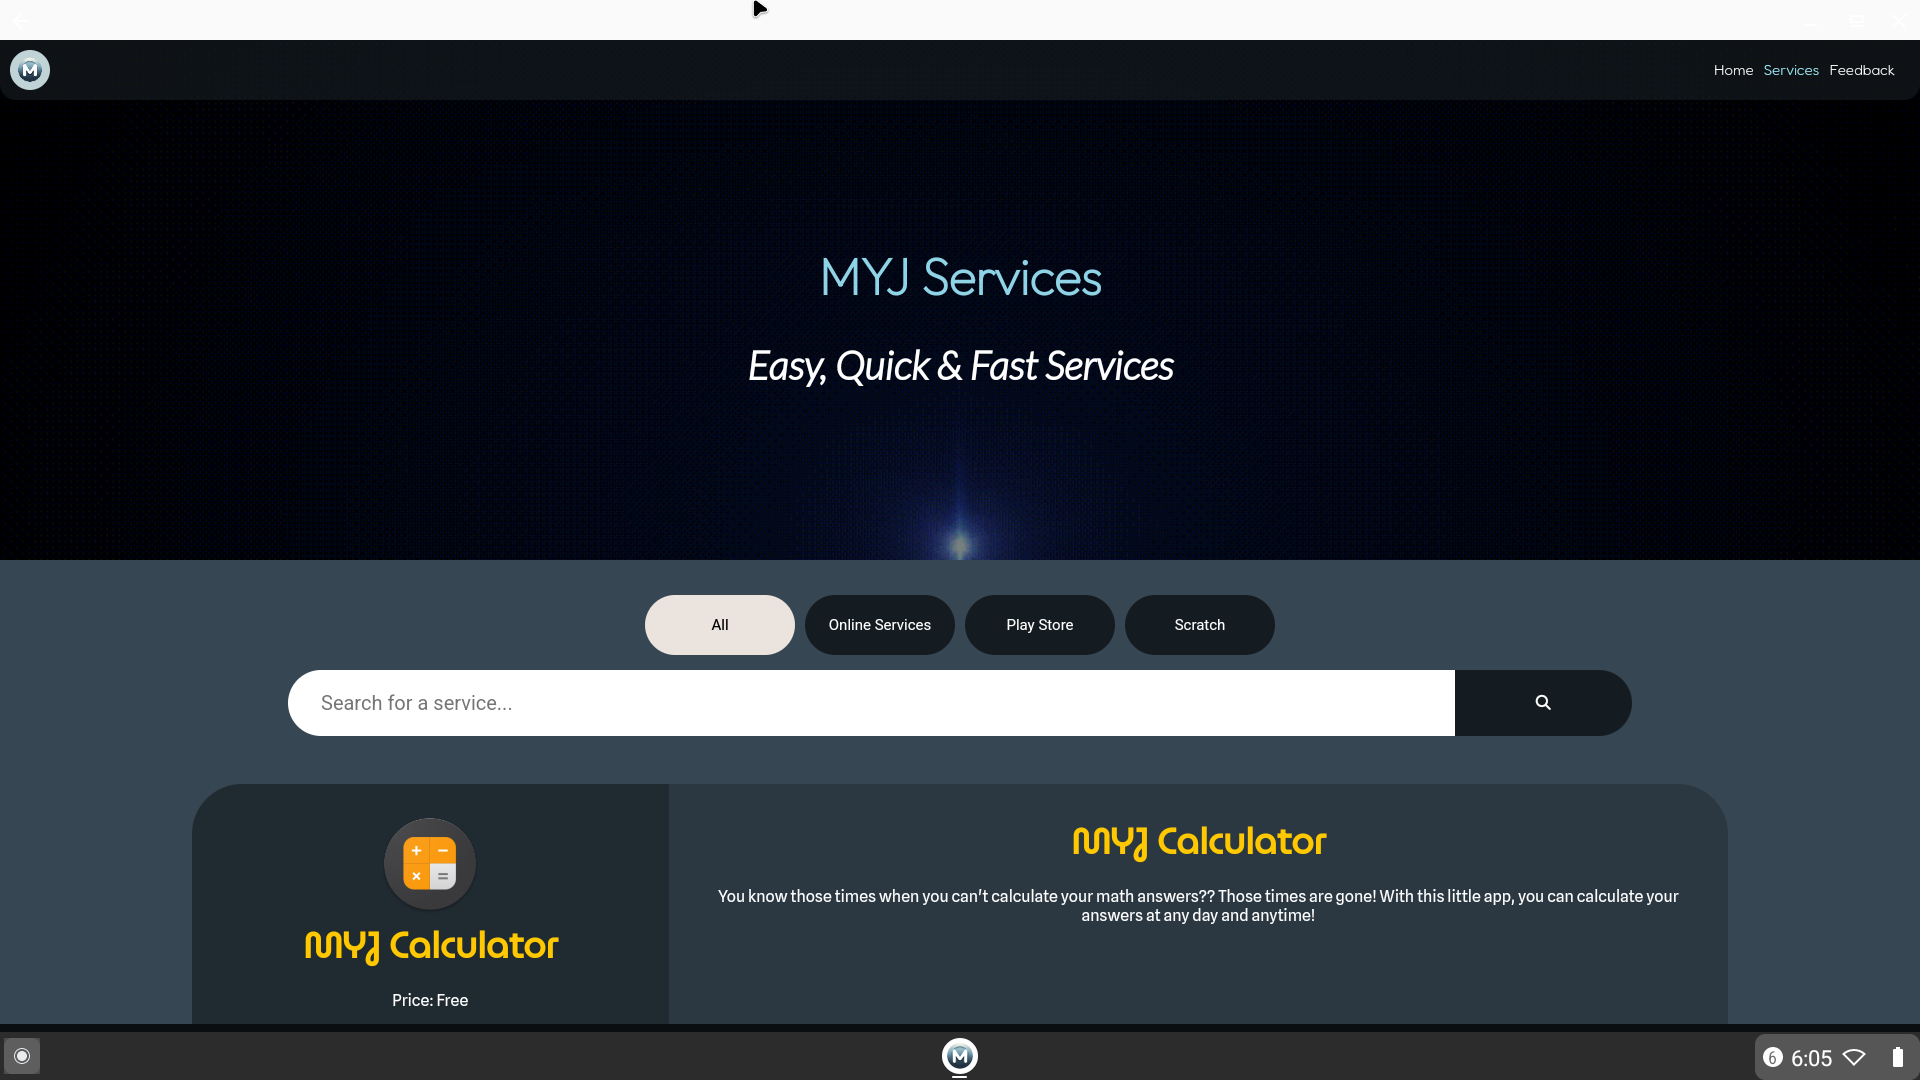 M
Home Services Feedback
MYJ Services
Easy, Quick & Fast Services
All Online Services Play Store Scratch
Search for a service...
MYJ Calculator
Price: Free
MYJ Calculator
You know those times when you can't calculate your math answers?? Those times are gone! With this little app, you can calculate your
answers at any day and anytime!
M
6 6:05